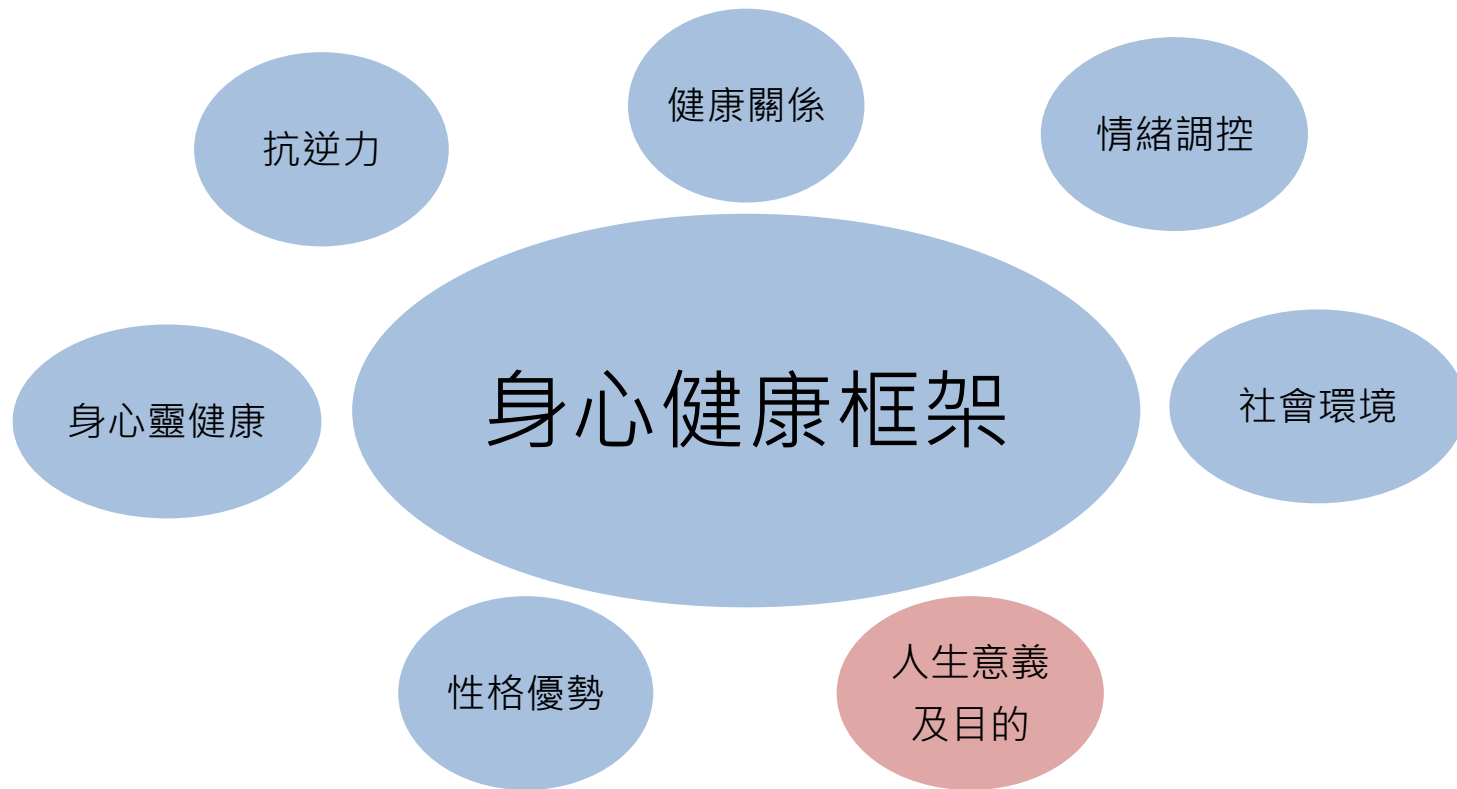 健康關係
情緒調控
抗逆力
身心健康框架
社會環境
身心靈健康
人生意義
及目的
性格優勢